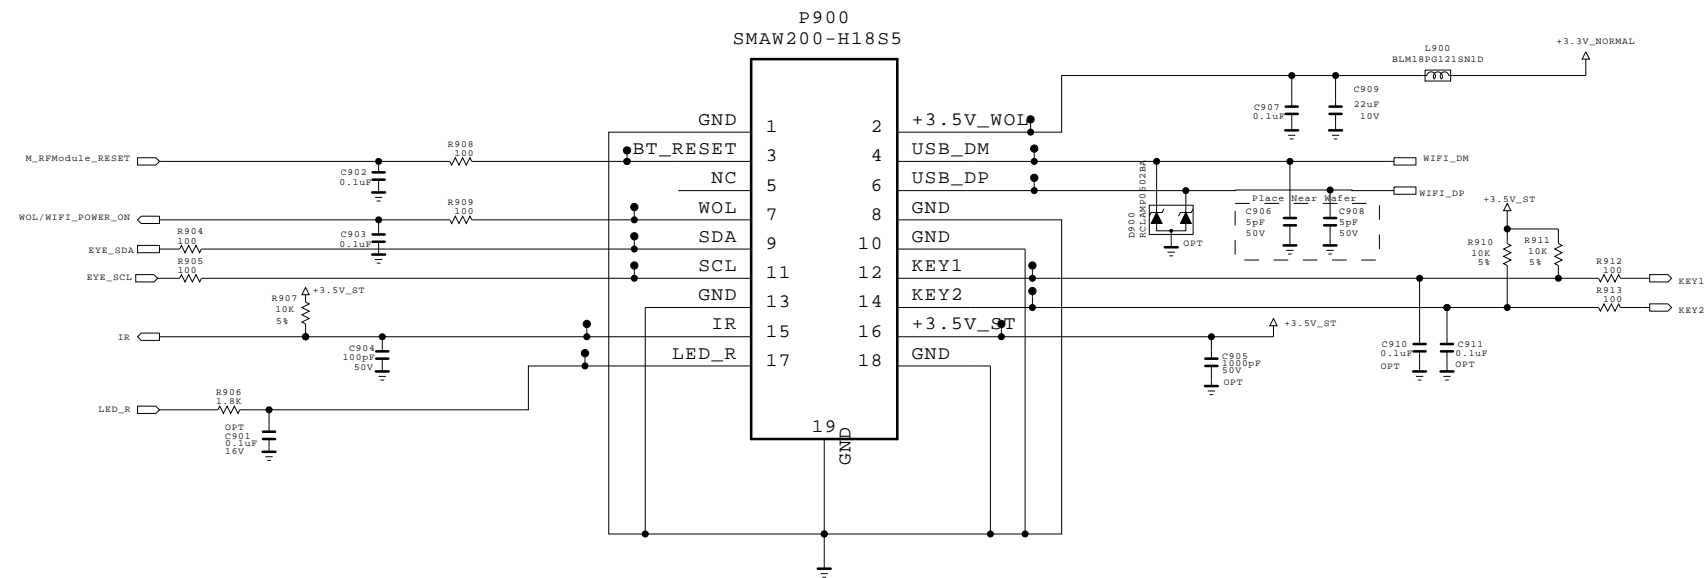 P900
SMAW200-H18S5
+3.3V_NORMAL
L900
BLM18PG121SN1D
C907
0.1uF
C909
22uF
10V
GND
1
2
+3.5V_WOL
M_RFModule_RESET
R908
100
BT_RESET
3
4
USB_DM
WIFI_DM
C902
0.1uF
NC
5
6
USB_DP
WIFI_DP
D900
RCLAMP0502BA
OPT
Place Near Wafer
C906
5pF
50V
C908
5pF
50V
+3.5V_ST
WOL/WIFI_POWER_ON
R909
100
WOL
7
8
GND
C903
0.1uF
EYE_SDA
R904
100
SDA
9
10
GND
R910
10K
5%
R911
10K
5%
EYE_SCL
R905
100
SCL
11
12
KEY1
R912
100
KEY1
R907
10K
5%
+3.5V_ST
GND
13
14
KEY2
R913
100
KEY2
IR
IR
15
16
+3.5V_ST
+3.5V_ST
C904
100pF
50V
LED_R
17
18
GND
C905
1000pF
50V
OPT
C910
0.1uF
OPT
C911
0.1uF
OPT
LED_R
R906
1.8K
OPT
C901
0.1uF
16V
19
GND